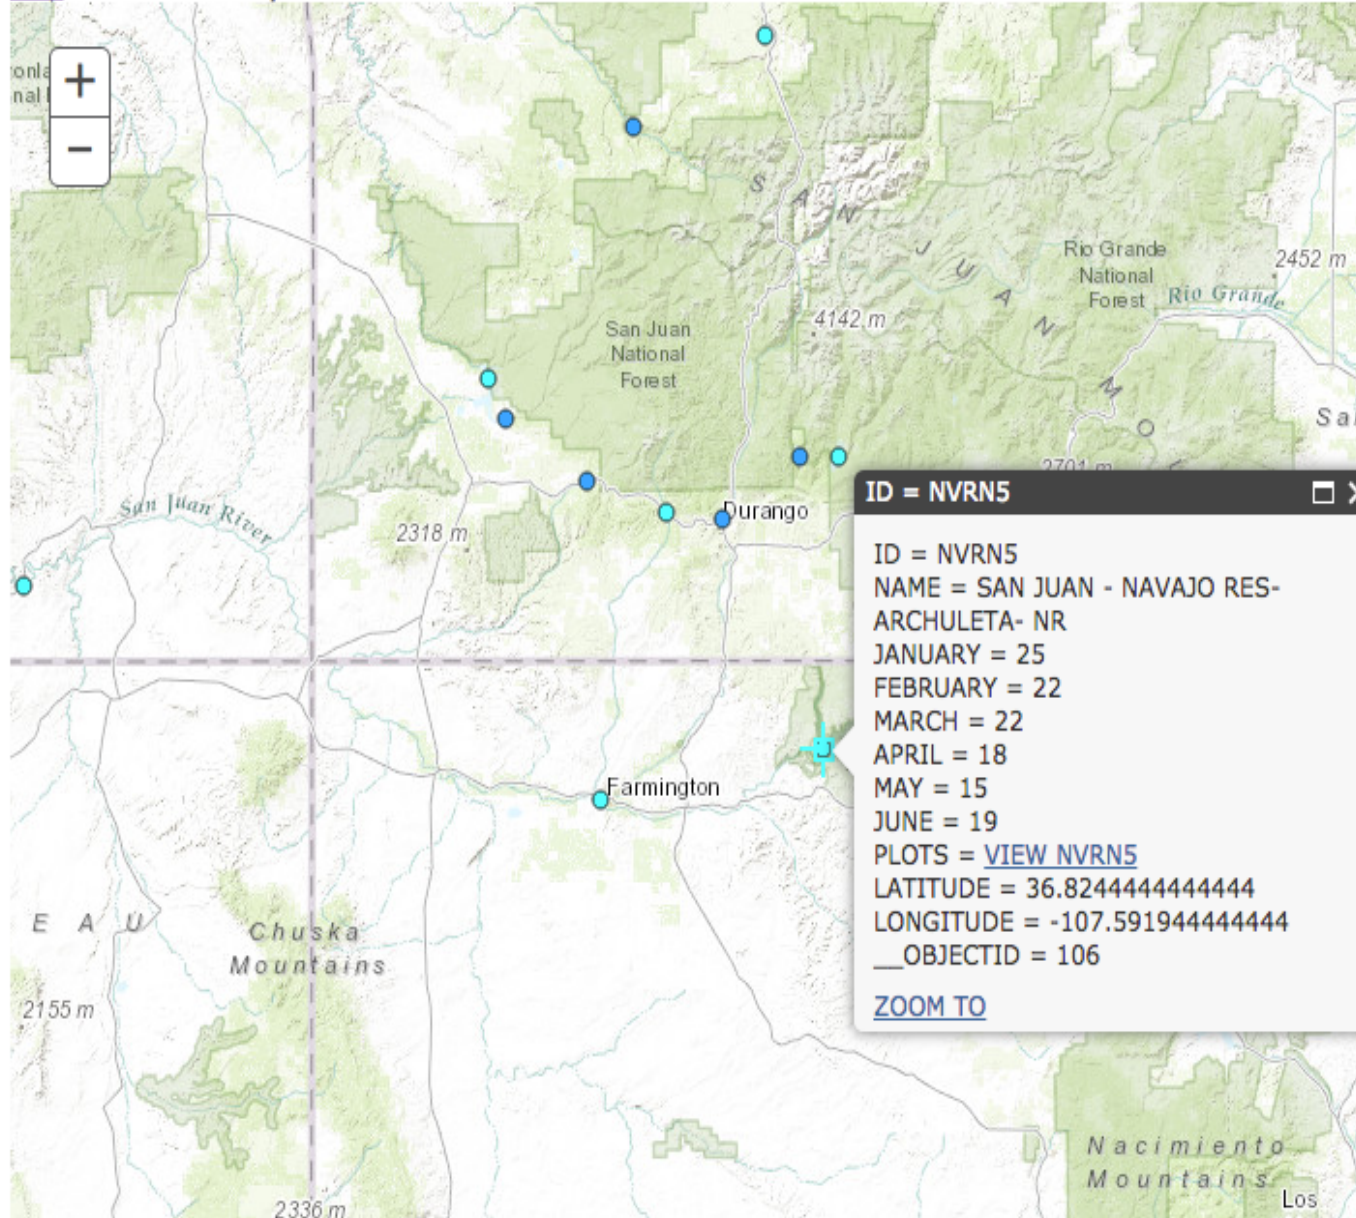 +
−
S A N J U A N M O
Rio Grande
National
Forest
2452 m
Rio Grande
4142 m
San Juan
National
Forest
2701 m
San Juan River
2318 m
Durango
ID = NVRN5
ID = NVRN5
NAME = SAN JUAN - NAVAJO RES-
ARCHULETA- NR
JANUARY = 25
FEBRUARY = 22
MARCH = 22
APRIL = 18
MAY = 15
JUNE = 19
PLOTS = VIEW NVRN5
LATITUDE = 36.8244444444444
LONGITUDE = -107.591944444444
__OBJECTID = 106
ZOOM TO
Farmington
E A U
Chuska
Mountains
2155 m
Nacimiento
Mountains
Los
2336 m